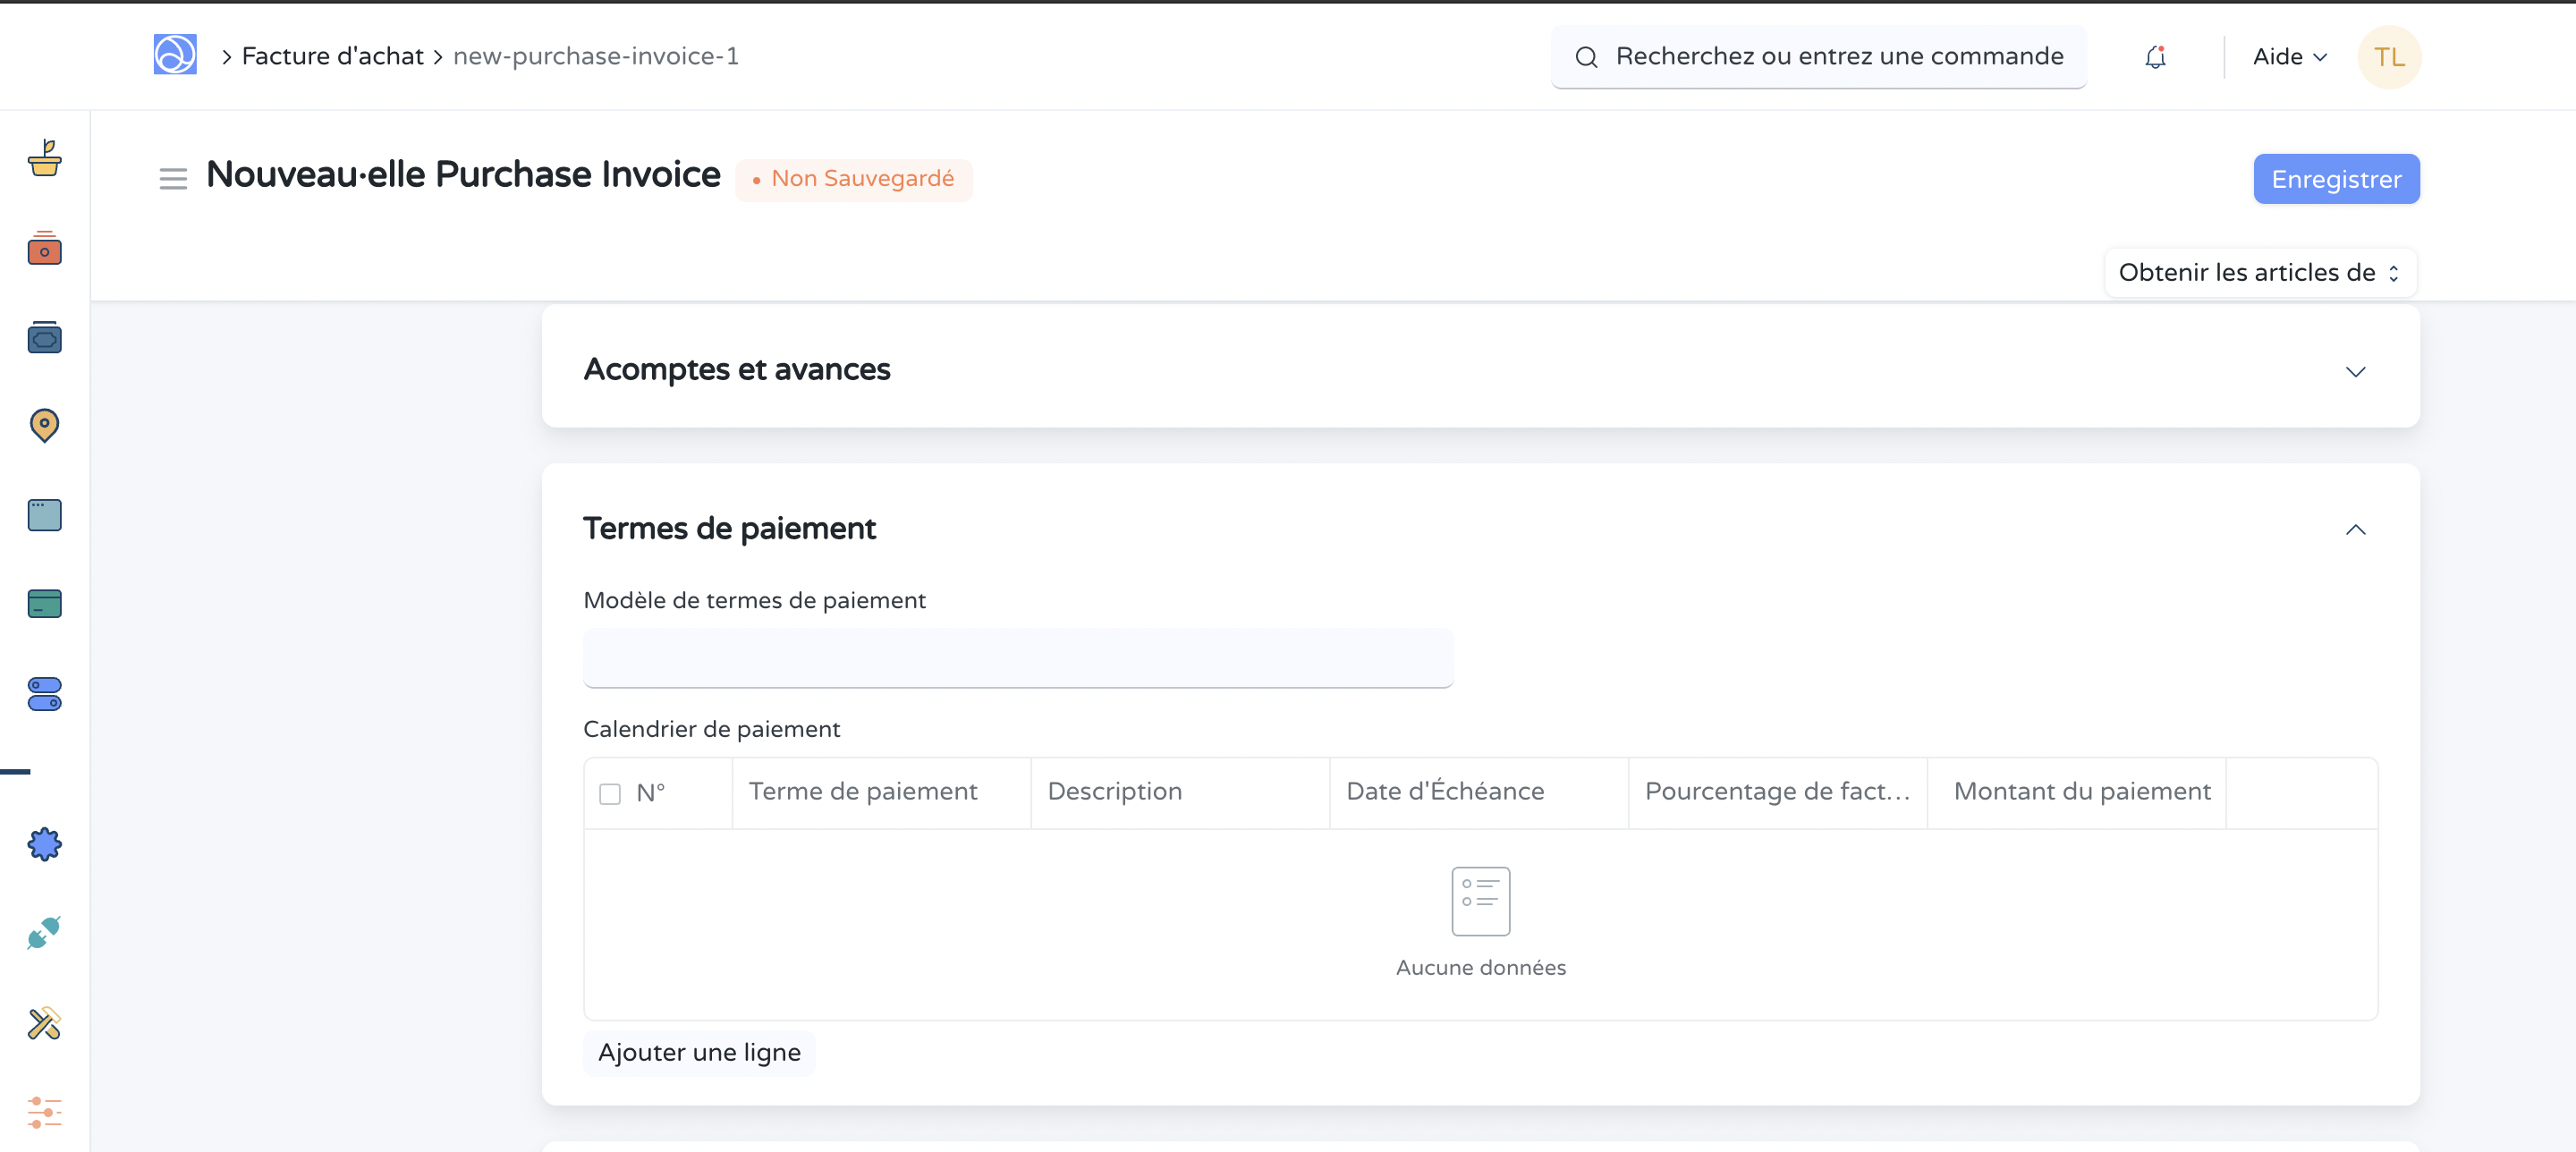 Facture d'achat new-purchase-invoice-1
Recherchez ou entrez une commande
Aide
TL
Nouveau·elle Purchase Invoice
Non Sauvegardé
Enregistrer
Obtenir les articles de
Acomptes et avances
Termes de paiement
Modèle de termes de paiement
Calendrier de paiement
N° Terme de paiement Description Date d'Échéance Pourcentage de fact... Montant du paiement
Aucune données
Ajouter une ligne